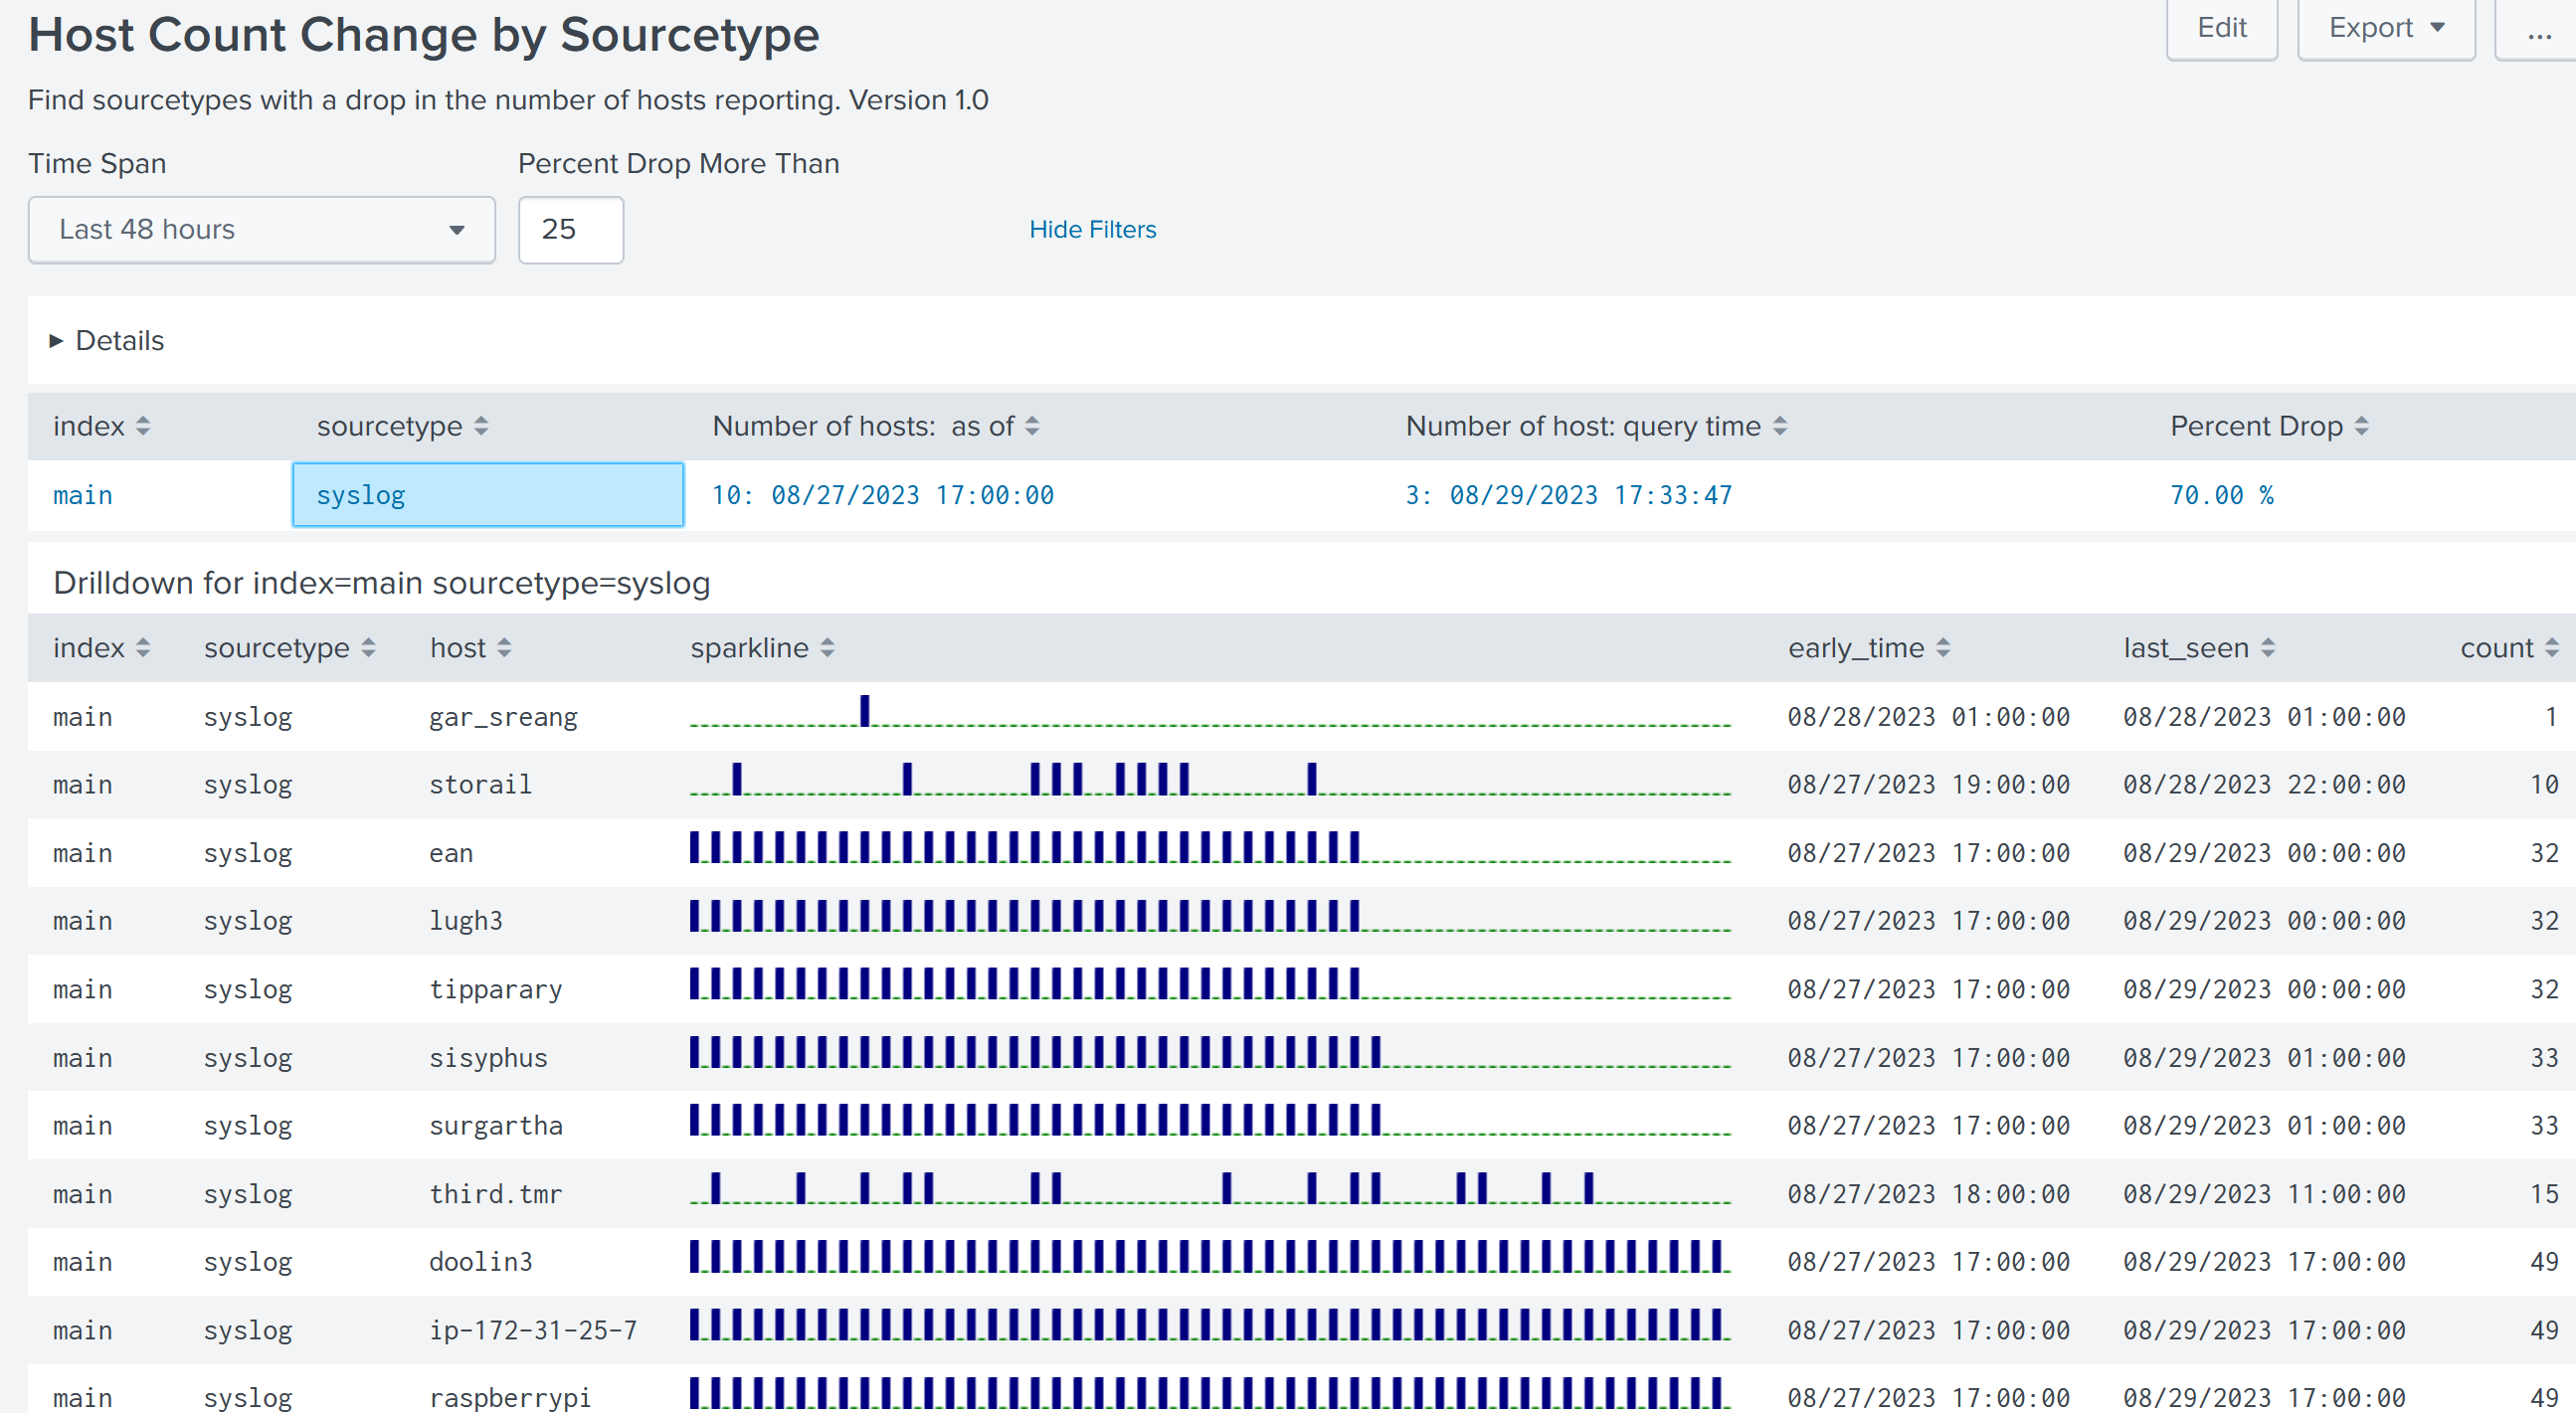 Host Count Change by Sourcetype
Edit
Export
...
Find sourcetypes with a drop in the number of hosts reporting. Version 1.0
Time Span
Percent Drop More Than
Last 48 hours
25
Hide Filters
Details
index sourcetype Number of hosts:  as of Number of host: query time Percent Drop
main syslog 10: 08/27/2023 17:00:00 3: 08/29/2023 17:33:47 70.00 %
Drilldown for index=main sourcetype=syslog
index sourcetype host sparkline early_time last_seen count
main syslog gar_sreang 08/28/2023 01:00:00 08/28/2023 01:00:00 1
main syslog storail 08/27/2023 19:00:00 08/28/2023 22:00:00 10
main syslog ean 08/27/2023 17:00:00 08/29/2023 00:00:00 32
main syslog lugh3 08/27/2023 17:00:00 08/29/2023 00:00:00 32
main syslog tipparary 08/27/2023 17:00:00 08/29/2023 00:00:00 32
main syslog sisyphus 08/27/2023 17:00:00 08/29/2023 01:00:00 33
main syslog surgartha 08/27/2023 17:00:00 08/29/2023 01:00:00 33
main syslog third.tmr 08/27/2023 18:00:00 08/29/2023 11:00:00 15
main syslog doolin3 08/27/2023 17:00:00 08/29/2023 17:00:00 49
main syslog ip-172-31-25-7 08/27/2023 17:00:00 08/29/2023 17:00:00 49
main syslog raspberrypi 08/27/2023 17:00:00 08/29/2023 17:00:00 49